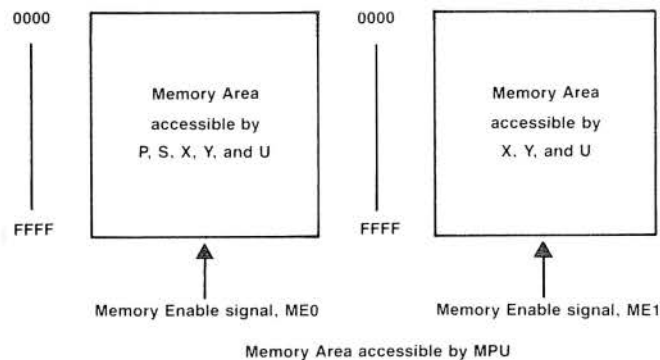 0000
Memory Area
accessible by
P, S, X, Y, and U
FFFF
Memory Enable signal, ME0
0000
Memory Area
accessible by
X, Y, and U
FFFF
Memory Enable signal, ME1
Memory Area accessible by MPU